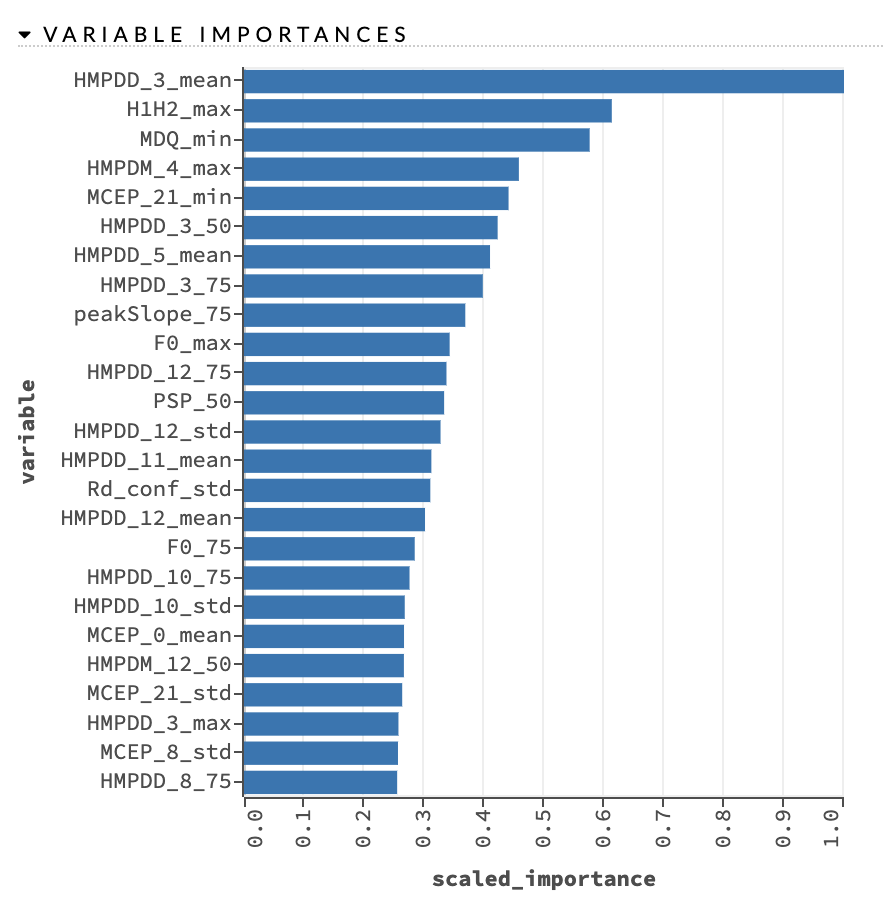 VARIABLE IMPORTANCES
HMPDD_3_mean
H1H2_max
MDQ_min
HMPDM_4_max
MCEP_21_min
HMPDD_3_50
HMPDD_5_mean
HMPDD_3_75
peakSlope_75
F0_max
HMPDD_12_75
PSP_50
HMPDD_12_std
HMPDD_11_mean
Rd_conf_std
HMPDD_12_mean
F0_75
HMPDD_10_75
HMPDD_10_std
MCEP_0_mean
HMPDM_12_50
MCEP_21_std
HMPDD_3_max
MCEP_8_std
HMPDD_8_75
variable
0.0 0.1 0.2 0.3 0.4 0.5 0.6 0.7 0.8 0.9 1.0
scaled_importance